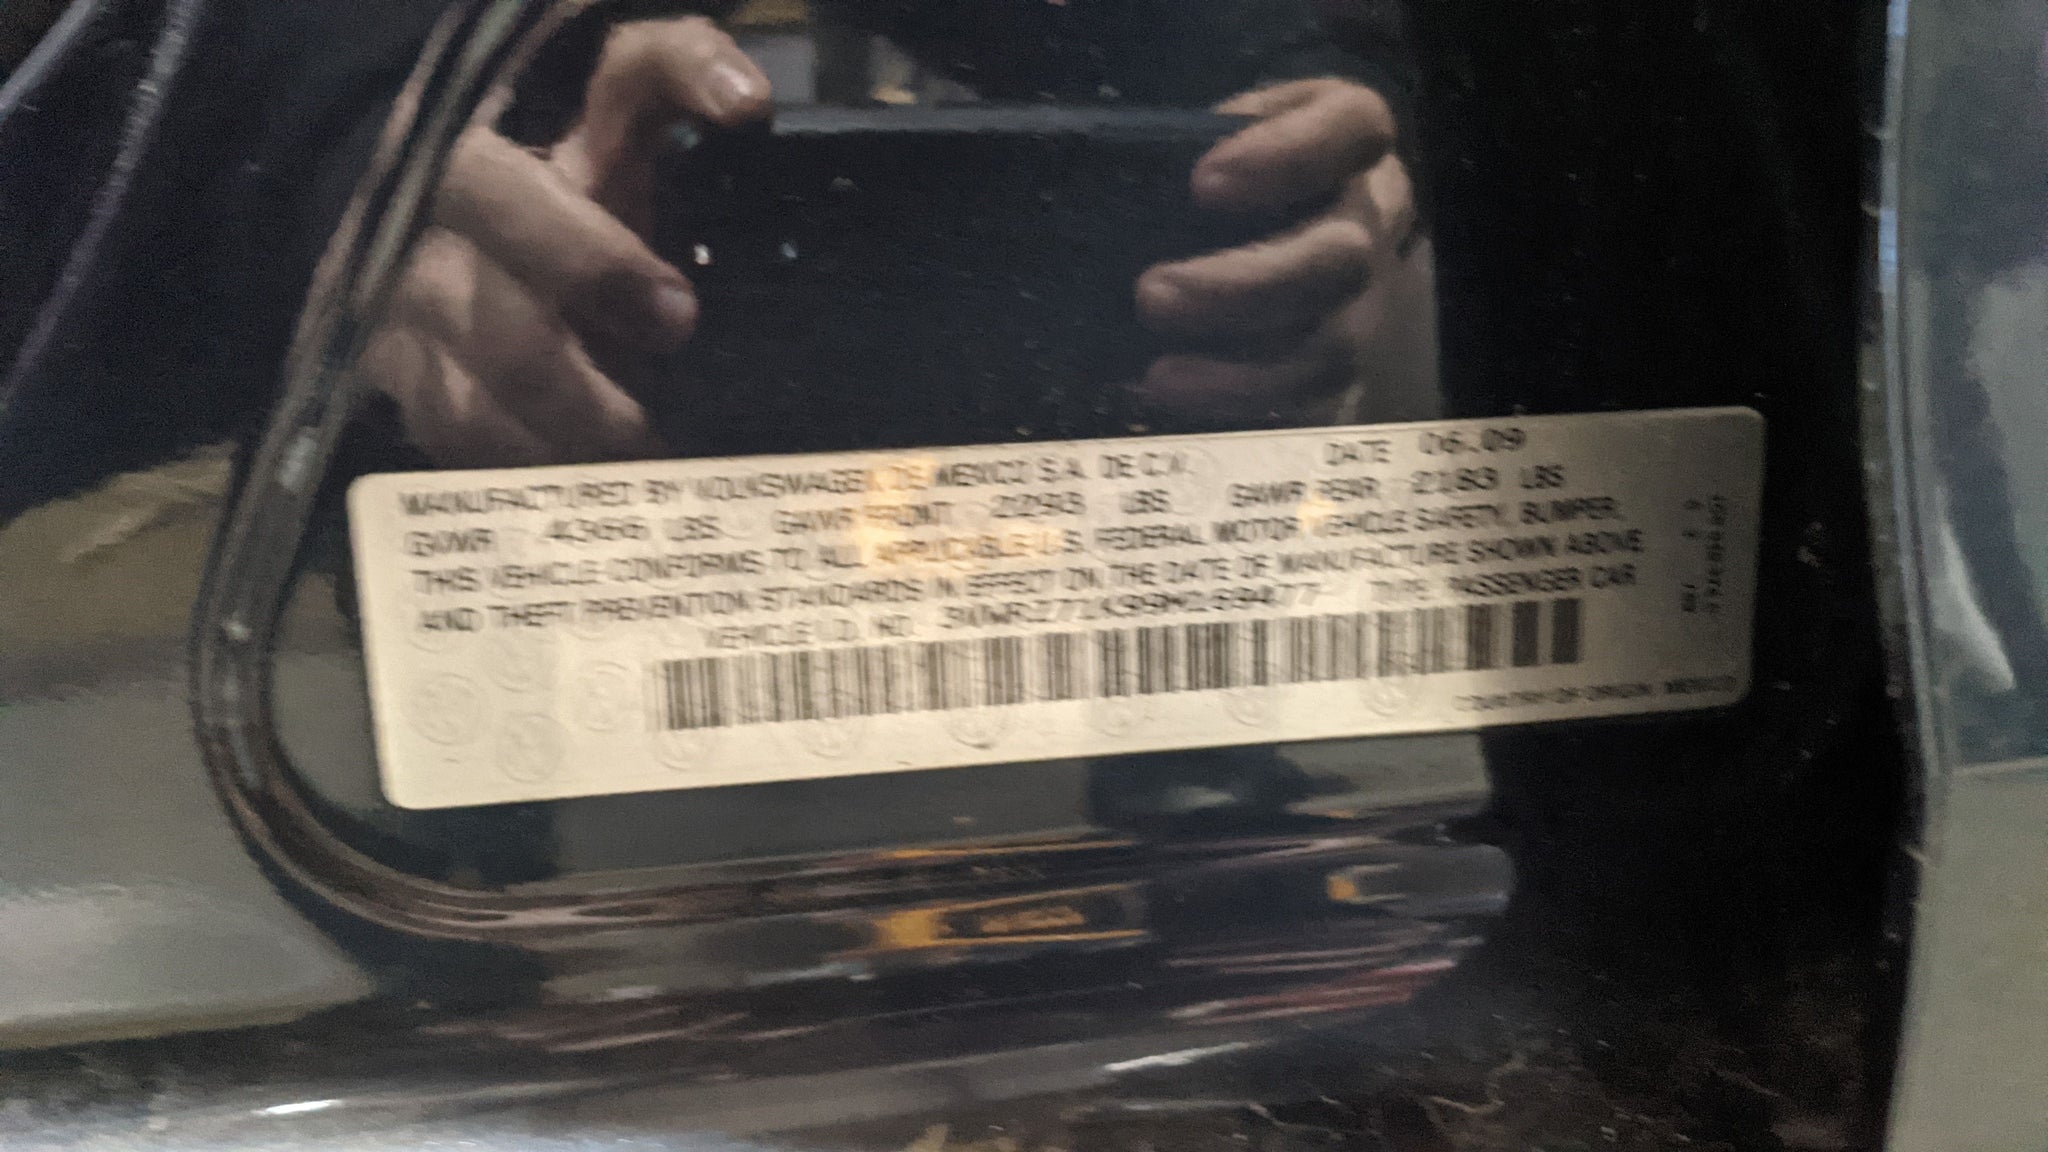 MANUFACTURED BY VOLKSWAGEN DE MEXICO S.A. DE C.V. DATE 06.09
GVWR 4366 LBS GAWR FRONT 2293 LBS GAWR REAR 2183 LBS
THIS VEHICLE CONFORMS TO ALL APPLICABLE U.S. FEDERAL MOTOR VEHICLE SAFETY, BUMPER,
AND THEFT PREVENTION STANDARDS IN EFFECT ON THE DATE OF MANUFACTURE SHOWN ABOVE
VEHICLE I.D. NO. TYPE: PASSENGER CAR
COUNTRY OF ORIGIN: MEXICO